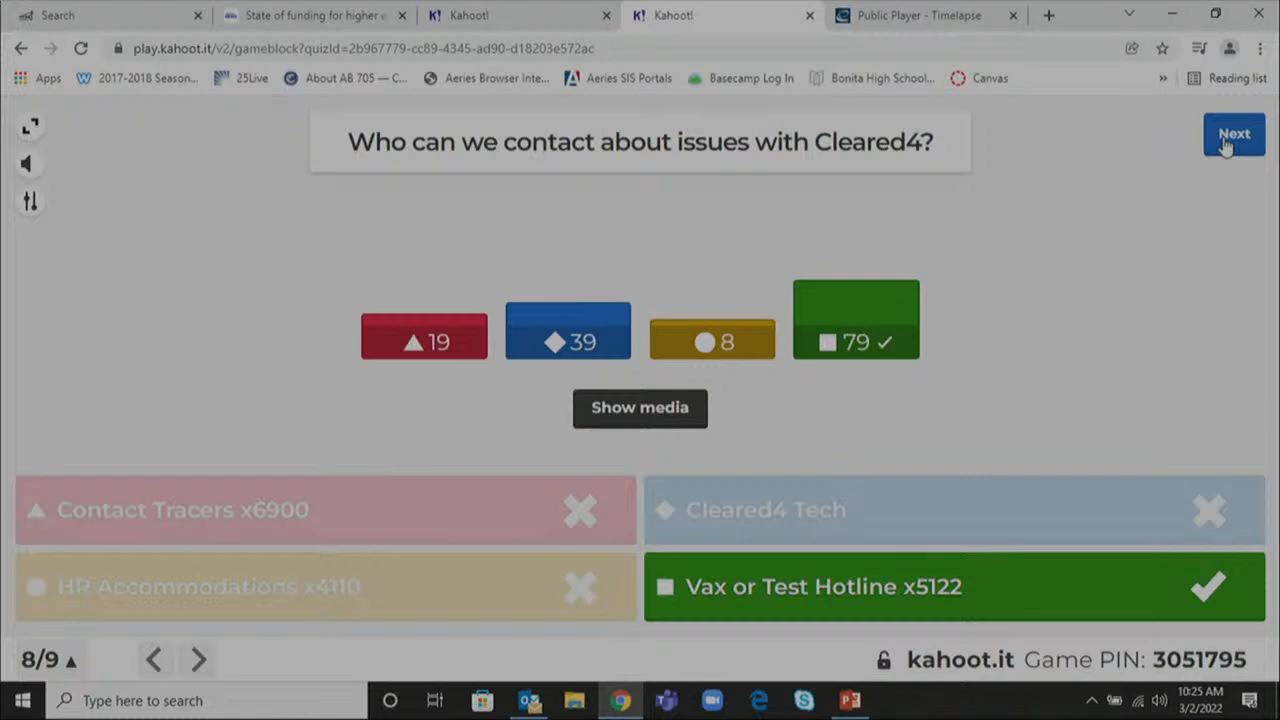 Search
State of funding for higher e
Kahoot!
Kahoot!
Public Player - Timelapse
play.kahoot.it/v2/gameblock?quizId=2b967779-cc89-4345-ad90-d18203e572ac
Apps
2017-2018 Season...
25Live
About AB 705 — C...
Aeries Browser Inte...
Aeries SIS Portals
Basecamp Log In
Bonita High School...
Canvas
»
Reading list
Who can we contact about issues with Cleared4?
Next
19
39
8
79
Show media
Contact Tracers x6900
Cleared4 Tech
HR Accommodations x4110
Vax or Test Hotline x5122
8/9
kahoot.it Game PIN: 3051795
Type here to search
10:25 AM
3/2/2022